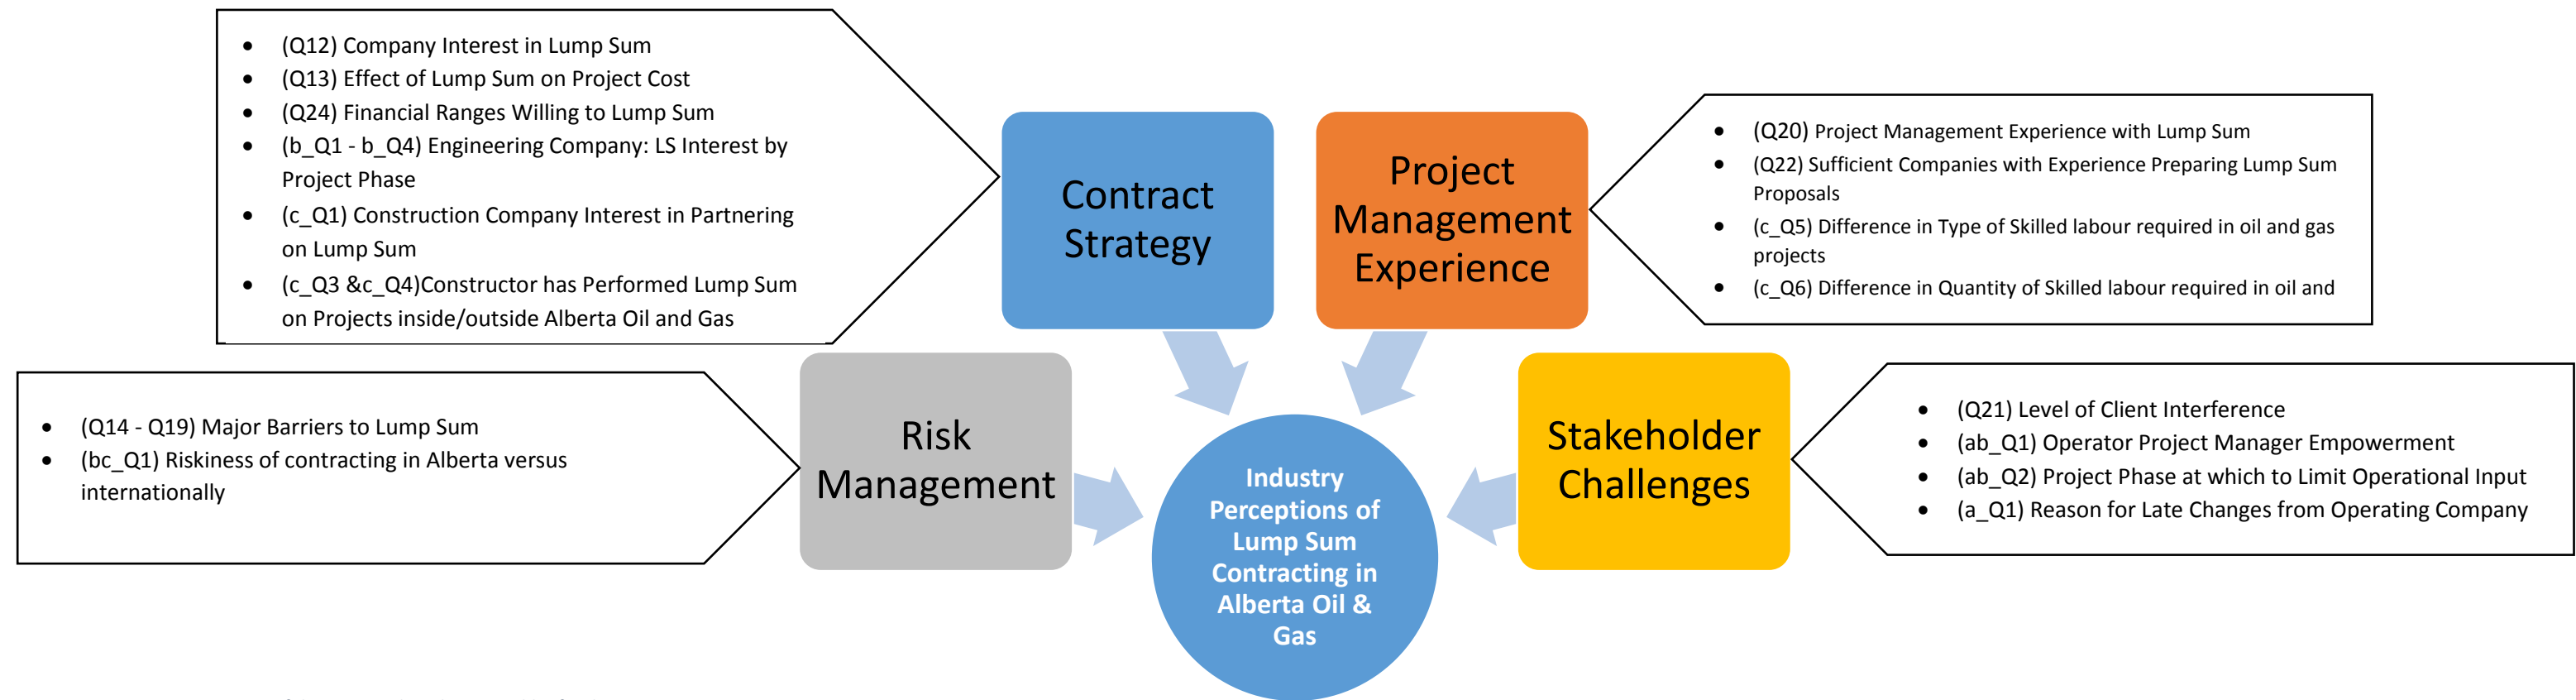 • (Q12) Company Interest in Lump Sum
• (Q13) Effect of Lump Sum on Project Cost
• (Q24) Financial Ranges Willing to Lump Sum
• (b_Q1 - b_Q4) Engineering Company: LS Interest by
Project Phase
• (c_Q1) Construction Company Interest in Partnering
on Lump Sum
• (c_Q3 &c_Q4)Constructor has Performed Lump Sum
on Projects inside/outside Alberta Oil and Gas
Contract
Strategy
Project
Management
Experience
• (Q20) Project Management Experience with Lump Sum
• (Q22) Sufficient Companies with Experience Preparing Lump Sum
Proposals
• (c_Q5) Difference in Type of Skilled labour required in oil and gas
projects
• (c_Q6) Difference in Quantity of Skilled labour required in oil and
• (Q14 - Q19) Major Barriers to Lump Sum
• (bc_Q1) Riskiness of contracting in Alberta versus
internationally
Risk
Management
Stakeholder
Challenges
• (Q21) Level of Client Interference
• (ab_Q1) Operator Project Manager Empowerment
• (ab_Q2) Project Phase at which to Limit Operational Input
• (a_Q1) Reason for Late Changes from Operating Company
Industry
Perceptions of
Lump Sum
Contracting in
Alberta Oil &
Gas